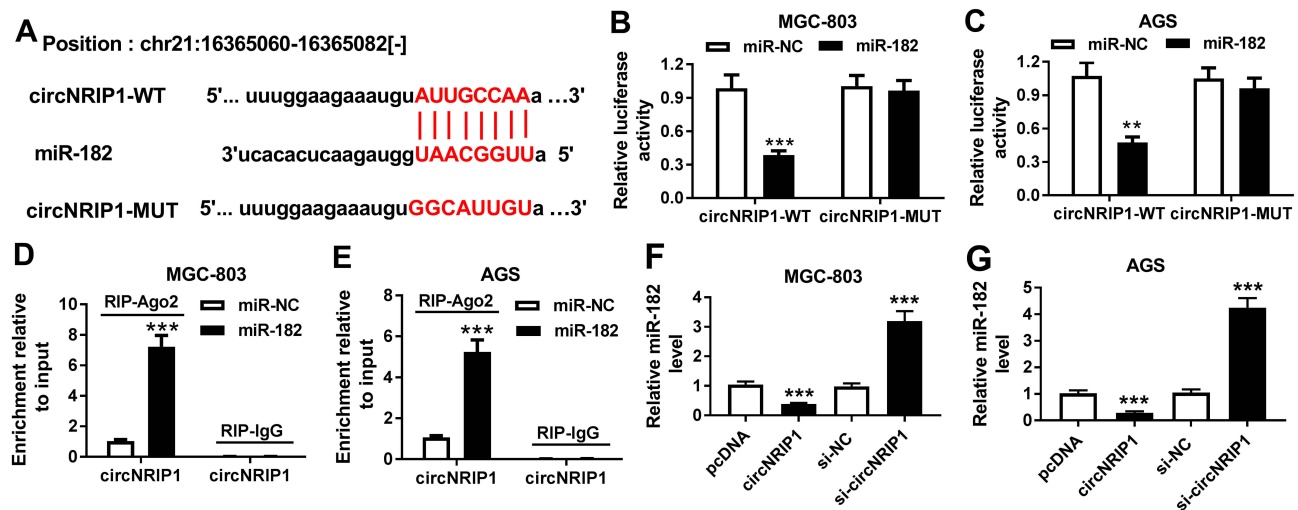 A
Position : chr21:16365060-16365082[-]
circNRIP1-WT 5'... uuuggaagaaauguAUUGCCAAa ...3'
miR-182 3'ucacacucaagauggUAACGGUUa 5'
circNRIP1-MUT 5'... uuuggaagaaauguGGCAUUGUa ...3'
B
MGC-803
miR-NC miR-182
Relative luciferase
activity
1.2
0.9
0.6
0.3
0.0
***
circNRIP1-WT circNRIP1-MUT
C
AGS
miR-NC miR-182
Relative luciferase
activity
1.2
0.9
0.6
0.3
0.0
**
circNRIP1-WT circNRIP1-MUT
D
MGC-803
Enrichment relative
to input
10
8
6
4
2
0
RIP-Ago2
***
miR-NC
miR-182
RIP-IgG
circNRIP1 circNRIP1
E
AGS
Enrichment relative
to input
8
6
4
2
0
RIP-Ago2
***
miR-NC
miR-182
RIP-IgG
circNRIP1 circNRIP1
F
MGC-803
Relative miR-182
level
4
3
2
1
0
***
***
pcDNA
circNRIP1
si-NC
si-circNRIP1
G
AGS
Relative miR-182
level
5
4
3
2
1
0
***
***
pcDNA
circNRIP1
si-NC
si-circNRIP1